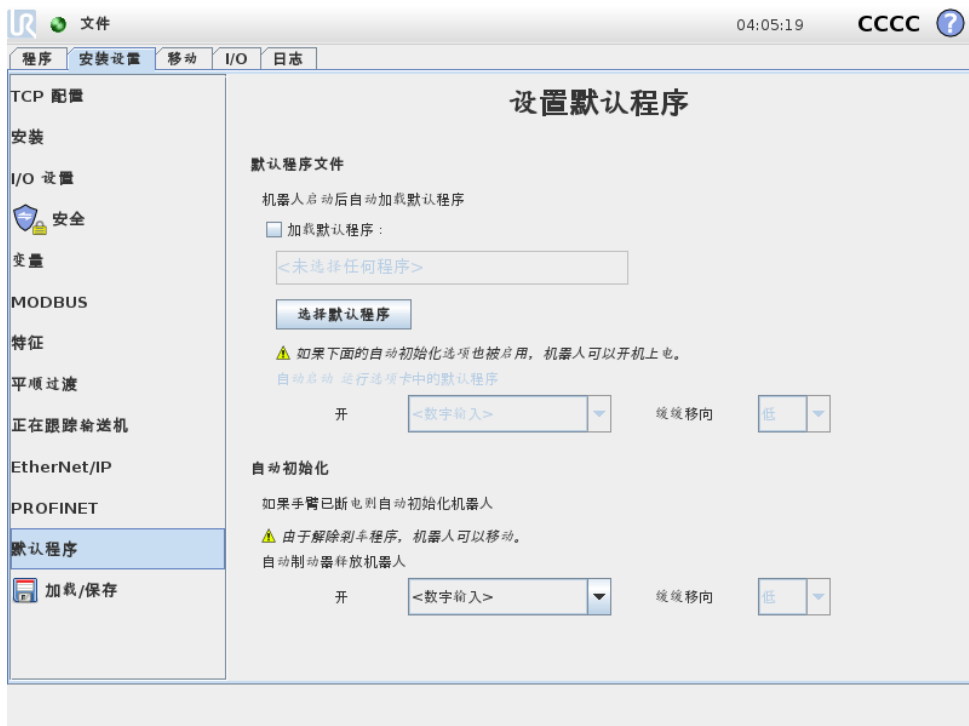 UR 文件 04:05:19 CCCC ?
程序 安装设置 移动 I/O 日志
TCP 配置
安装
I/O 设置
安全
变量
MODBUS
特征
平顺过渡
正在跟踪输送机
EtherNet/IP
PROFINET
默认程序
加载/保存
设置默认程序
默认程序文件
机器人启动后自动加载默认程序
加载默认程序：
<未选择任何程序>
选择默认程序
如果下面的自动初始化选项也被启用，机器人可以开机上电。
自动启动 运行选项卡中的默认程序
开 <数字输入> 缓缓移向 低
自动初始化
如果手臂已断电则自动初始化机器人
由于解除刹车程序，机器人可以移动。
自动制动器释放机器人
开 <数字输入> 缓缓移向 低